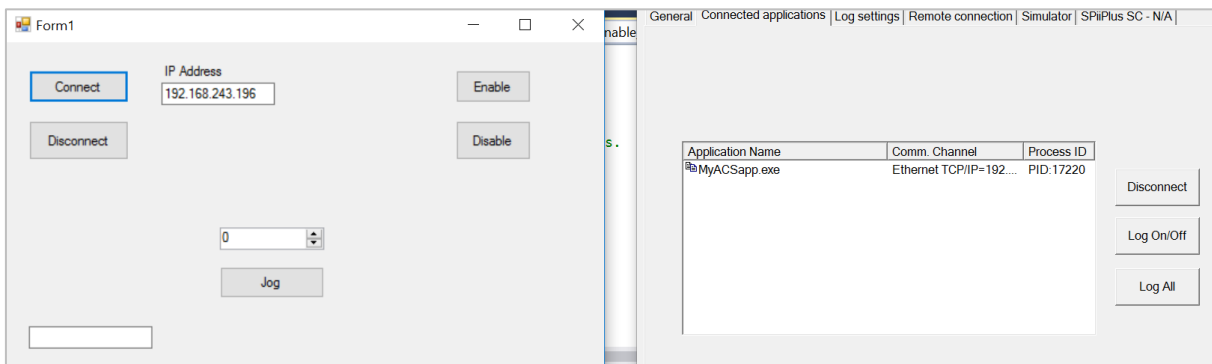 Form1
Connect
IP Address
192.168.243.196
Enable
Disconnect
Disable
0
Jog
nable
s.
General Connected applications Log settings Remote connection Simulator SPiiPlus SC - N/A
Application Name Comm. Channel Process ID
MyACSapp.exe Ethernet TCP/IP=192.... PID:17220
Disconnect
Log On/Off
Log All